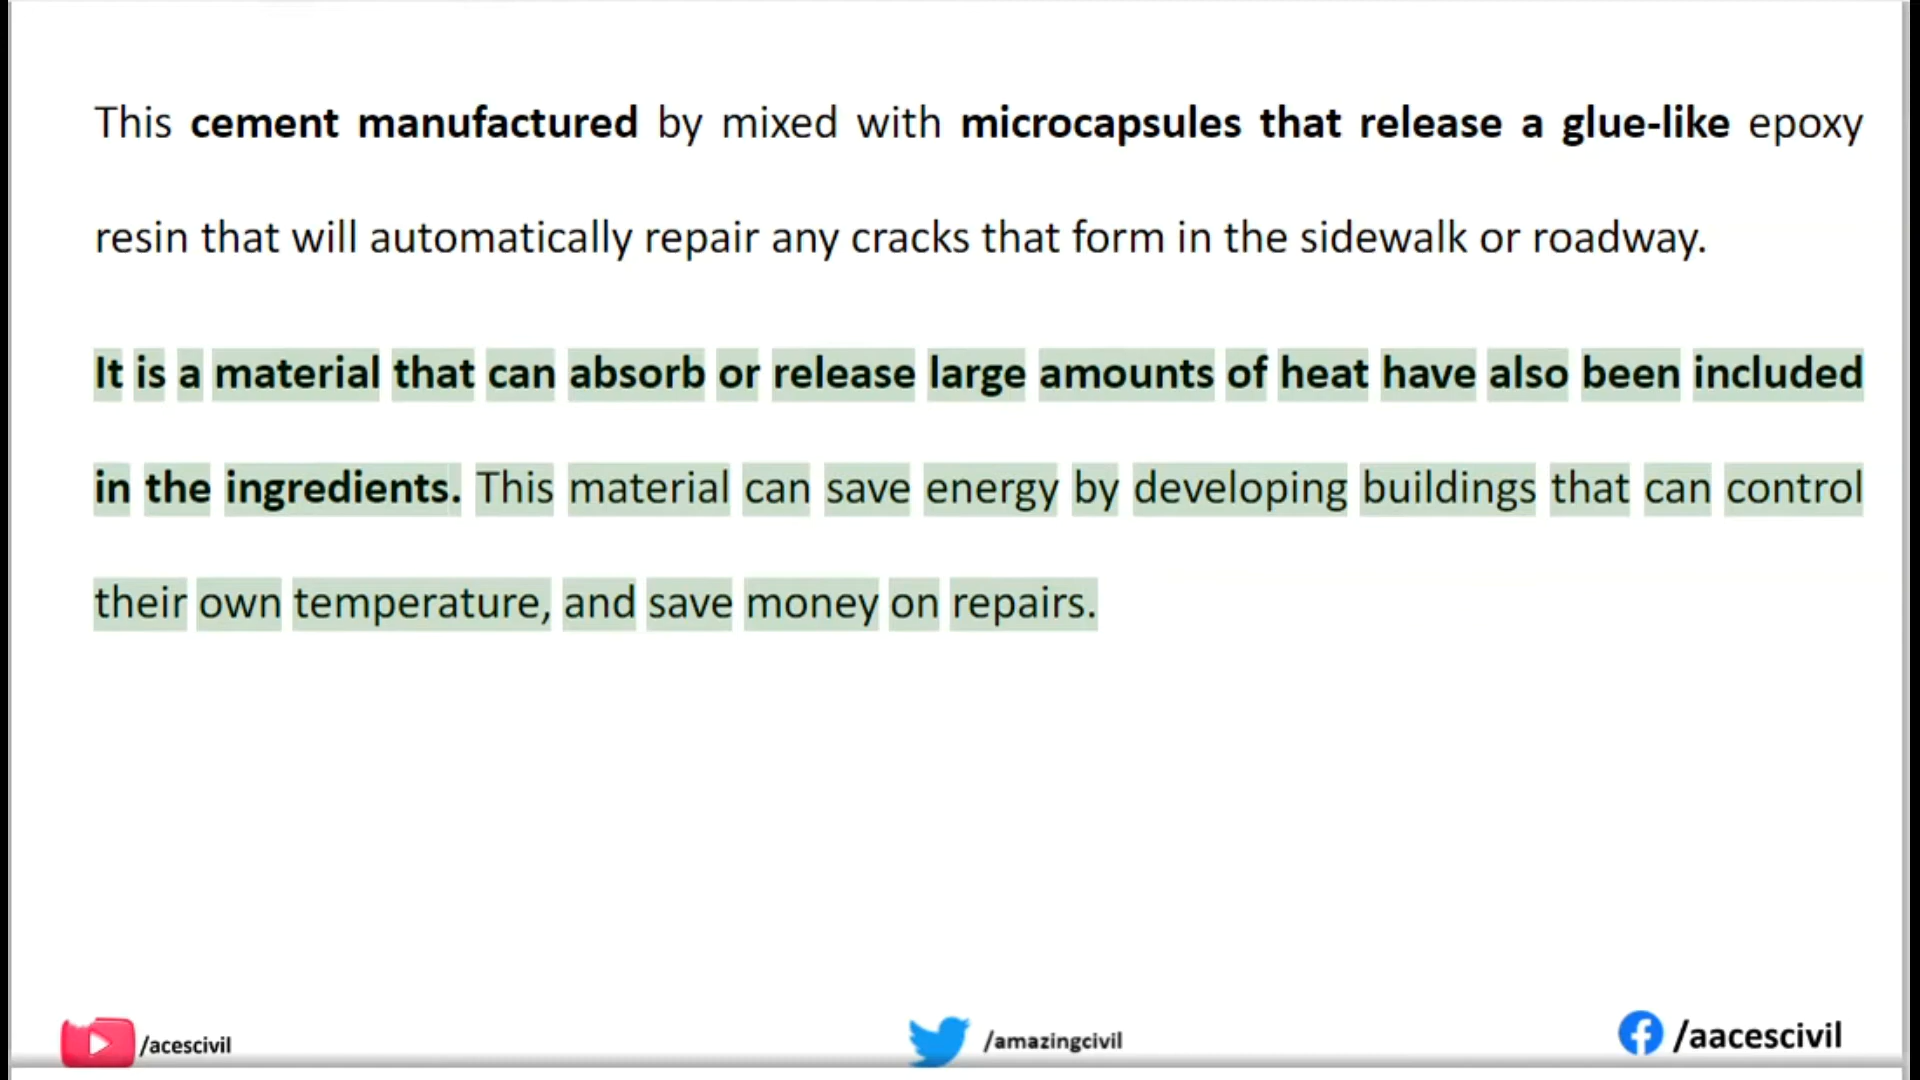 This cement manufactured by mixed with microcapsules that release a glue-like epoxy
resin that will automatically repair any cracks that form in the sidewalk or roadway.
It is a material that can absorb or release large amounts of heat have also been included
in the ingredients. This material can save energy by developing buildings that can control
their own temperature, and save money on repairs.
/acescivil
/amazingcivil
/aacescivil